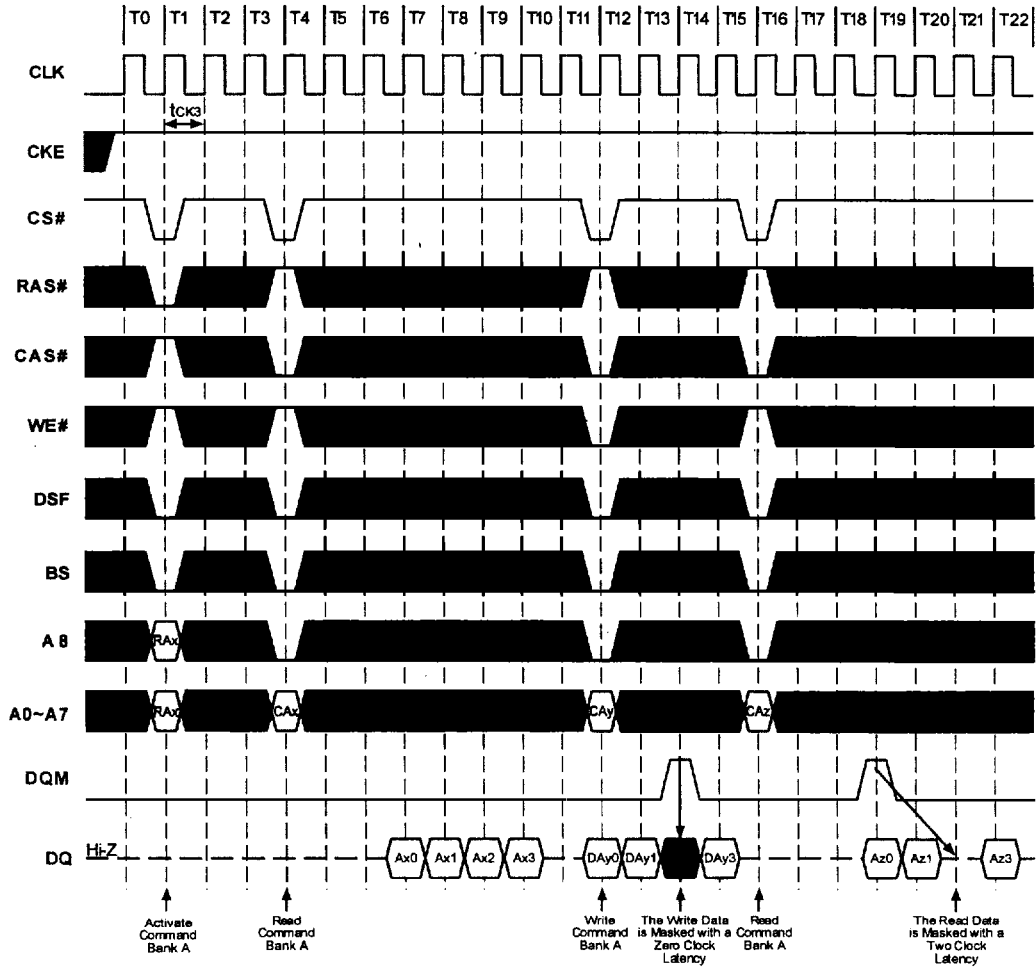 T0 T1 T2 T3 T4 T5 T6 T7 T8 T9 T10 T11 T12 T13 T14 T15 T16 T17 T18 T19 T20 T21 T22
CLK
tCK3
CKE
CS#
RAS#
CAS#
WE#
DSF
BS
A8 RAx
A0~A7 RAx CAx CAy CAz
DQM
DQ Hi-Z Ax0 Ax1 Ax2 Ax3 DAy0 DAy1 DAy3 Az0 Az1 Az3
Activate
Command
Bank A
Read
Command
Bank A
Write
Command
Bank A
The Write Data
is Masked with a
Zero Clock
Latency
Read
Command
Bank A
The Read Data
is Masked with a
Two Clock
Latency